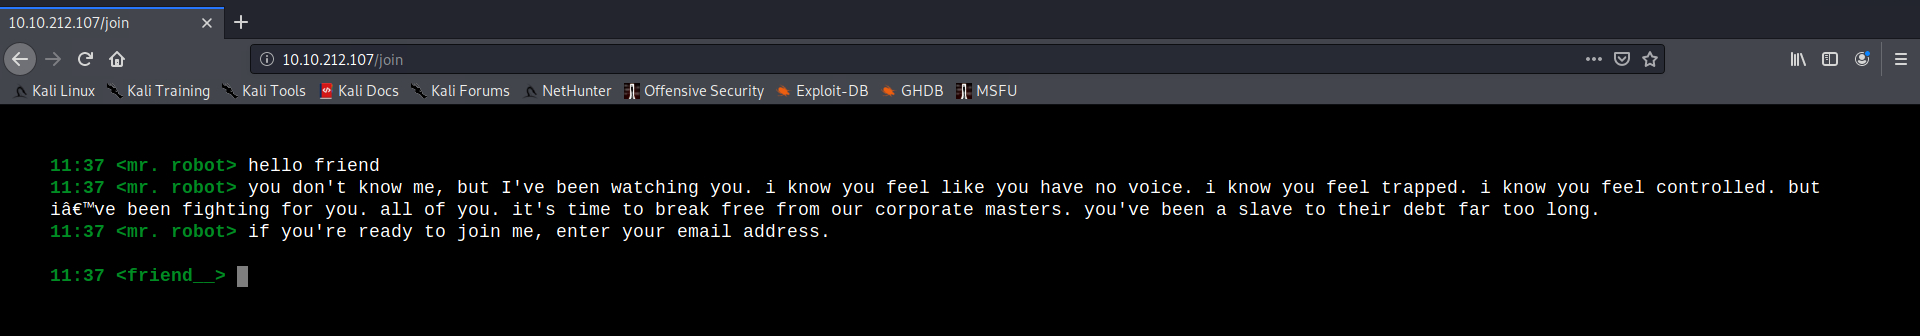 10.10.212.107/join
10.10.212.107/join
Kali Linux Kali Training Kali Tools Kali Docs Kali Forums NetHunter Offensive Security Exploit-DB GHDB MSFU
11:37 <mr. robot> hello friend
11:37 <mr. robot> you don't know me, but I've been watching you. i know you feel like you have no voice. i know you feel trapped. i know you feel controlled. but
iâ€™ve been fighting for you. all of you. it's time to break free from our corporate masters. you've been a slave to their debt far too long.
11:37 <mr. robot> if you're ready to join me, enter your email address.
11:37 <friend__>